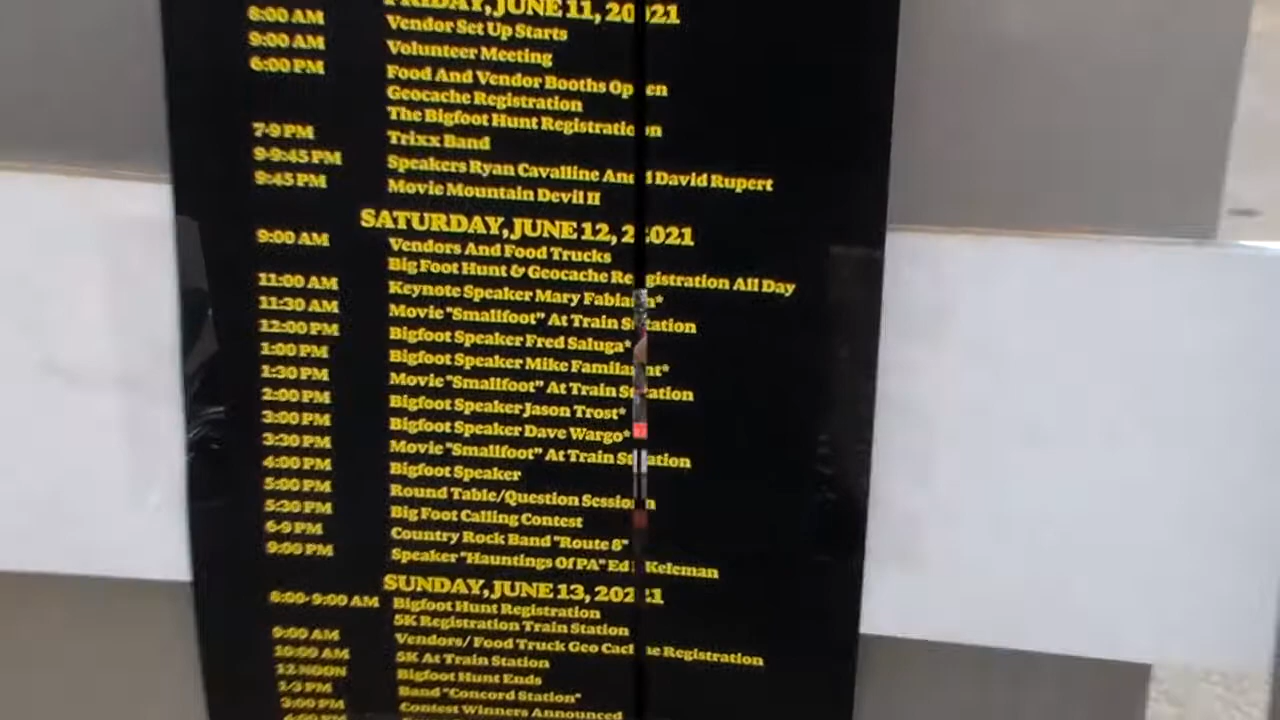 FRIDAY, JUNE 11, 2021
8:00 AM Vendor Set Up Starts
9:00 AM Volunteer Meeting
6:00 PM Food And Vendor Booths Open
Geocache Registration
The Bigfoot Hunt Registration
7-9 PM Trixx Band
9-9:45 PM Speakers Ryan Cavalline And David Rupert
9:45 PM Movie Mountain Devil II
SATURDAY, JUNE 12, 2021
9:00 AM Vendors And Food Trucks
Big Foot Hunt & Geocache Registration All Day
11:00 AM Keynote Speaker Mary Fabian*
11:30 AM Movie "Smallfoot" At Train Station
12:00 PM Bigfoot Speaker Fred Saluga*
1:00 PM Bigfoot Speaker Mike Familant*
1:30 PM Movie "Smallfoot" At Train Station
2:00 PM Bigfoot Speaker Jason Trost*
3:00 PM Bigfoot Speaker Dave Wargo*
3:30 PM Movie "Smallfoot" At Train Station
4:00 PM Bigfoot Speaker
5:00 PM Round Table/Question Session
5:30 PM Big Foot Calling Contest
6-9 PM Country Rock Band "Route 8"
9:00 PM Speaker "Hauntings Of PA" Ed Keleman
SUNDAY, JUNE 13, 2021
8:00-9:00 AM Bigfoot Hunt Registration
5K Registration Train Station
9:00 AM Vendors/ Food Truck Geo Cache Registration
10:00 AM 5K At Train Station
12 NOON Bigfoot Hunt Ends
1-3 PM Band "Concord Station"
3:00 PM Contest Winners Announced
4:00 PM